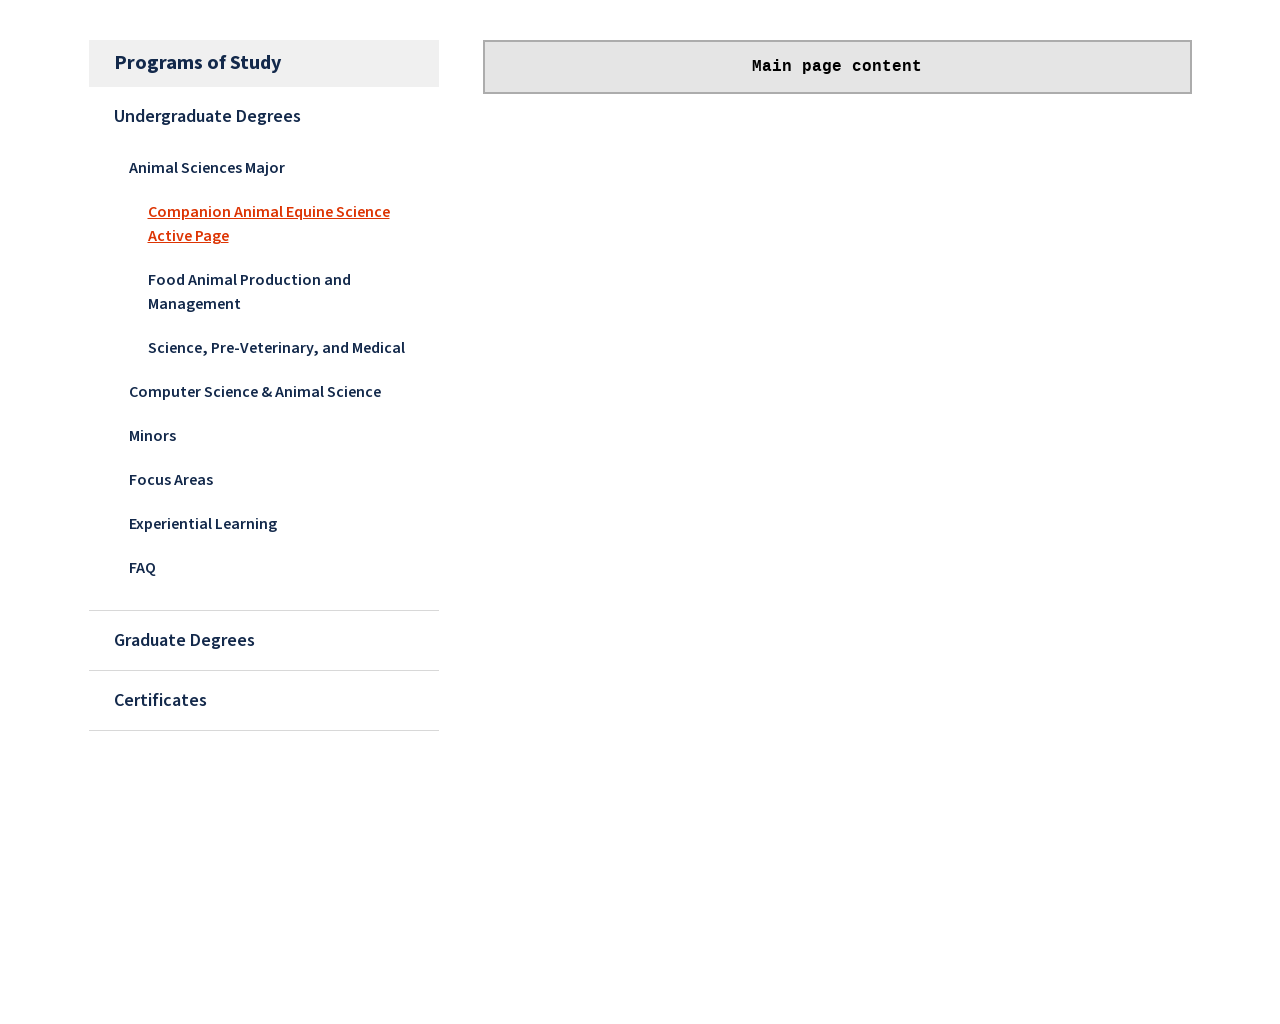 Programs of Study
Undergraduate Degrees
Animal Sciences Major
Companion Animal Equine Science
Active Page
Food Animal Production and
Management
Science, Pre-Veterinary, and Medical
Computer Science & Animal Science
Minors
Focus Areas
Experiential Learning
FAQ
Graduate Degrees
Certificates
Main page content